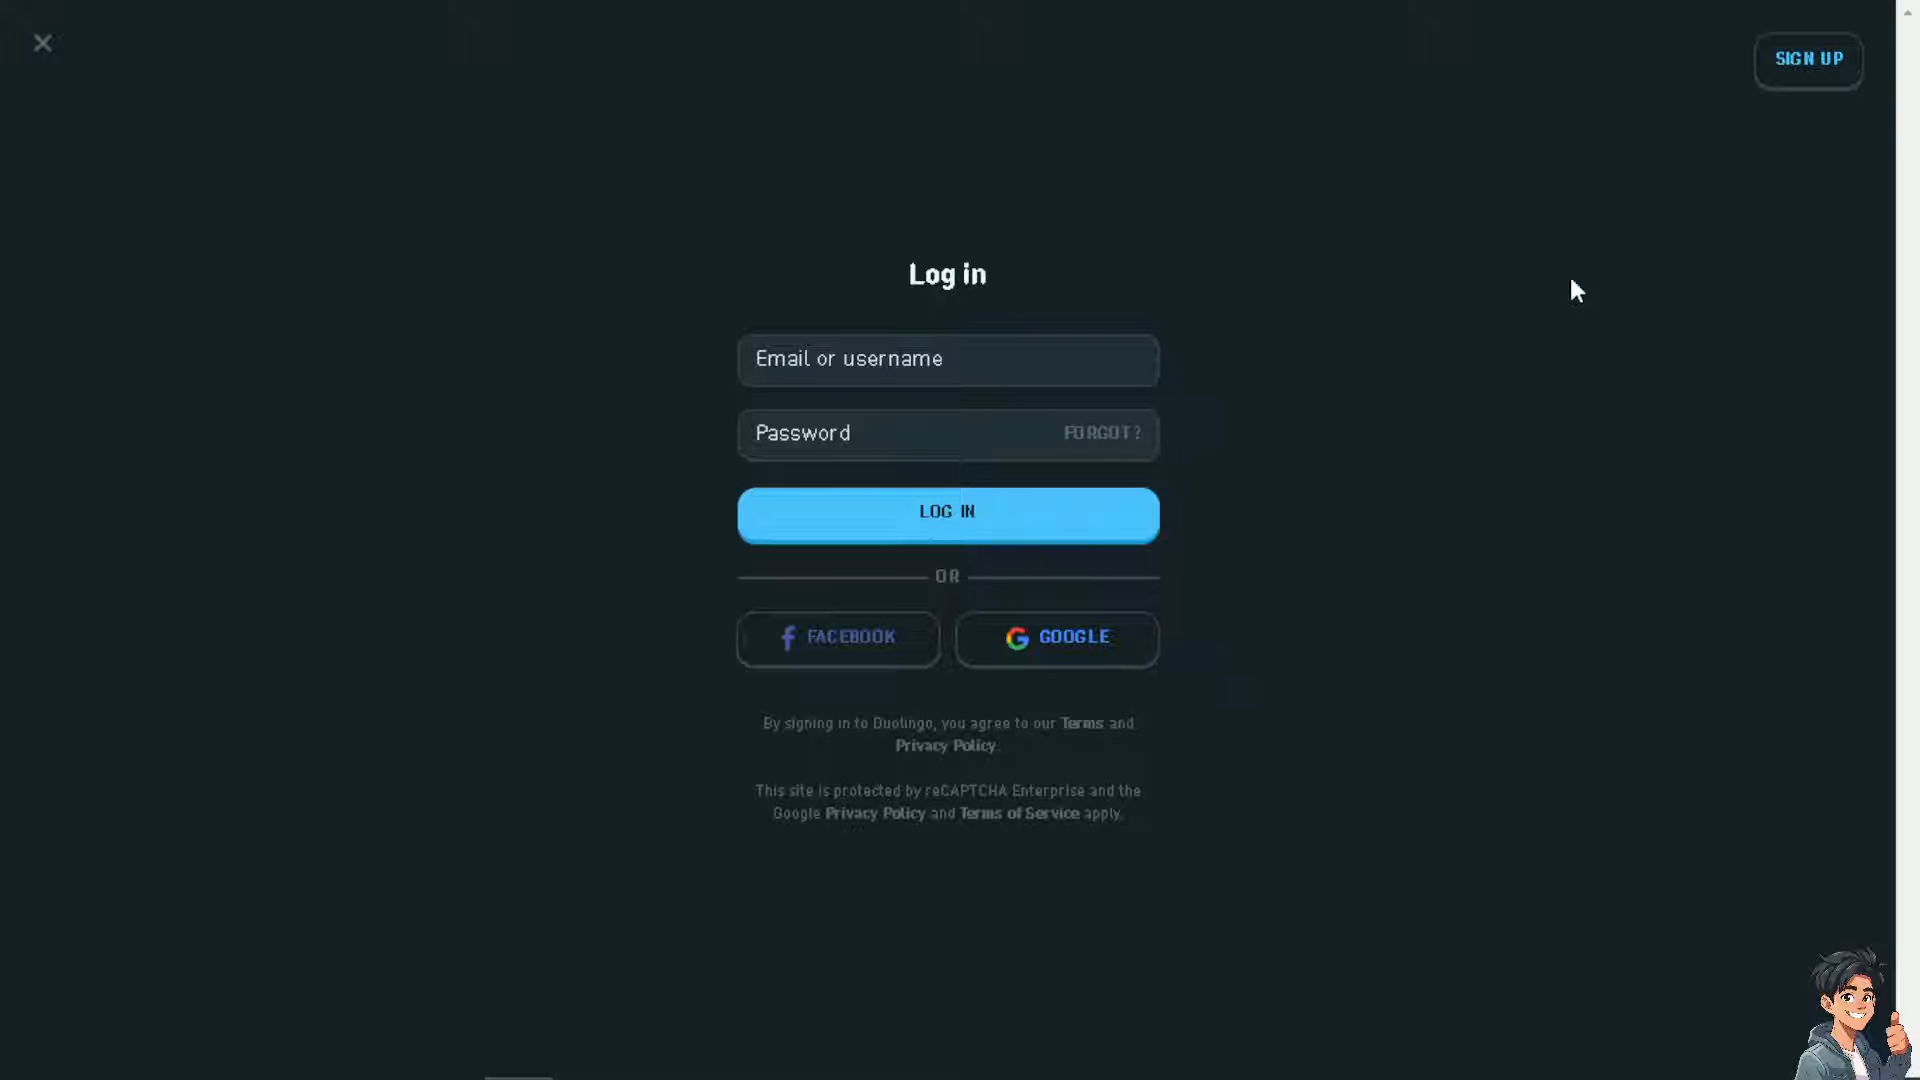 SIGN UP
Log in
Email or username
Password FORGOT?
LOG IN
OR
FACEBOOK GOOGLE
By signing in to Duolingo, you agree to our Terms and
Privacy Policy.
This site is protected by reCAPTCHA Enterprise and the
Google Privacy Policy and Terms of Service apply.